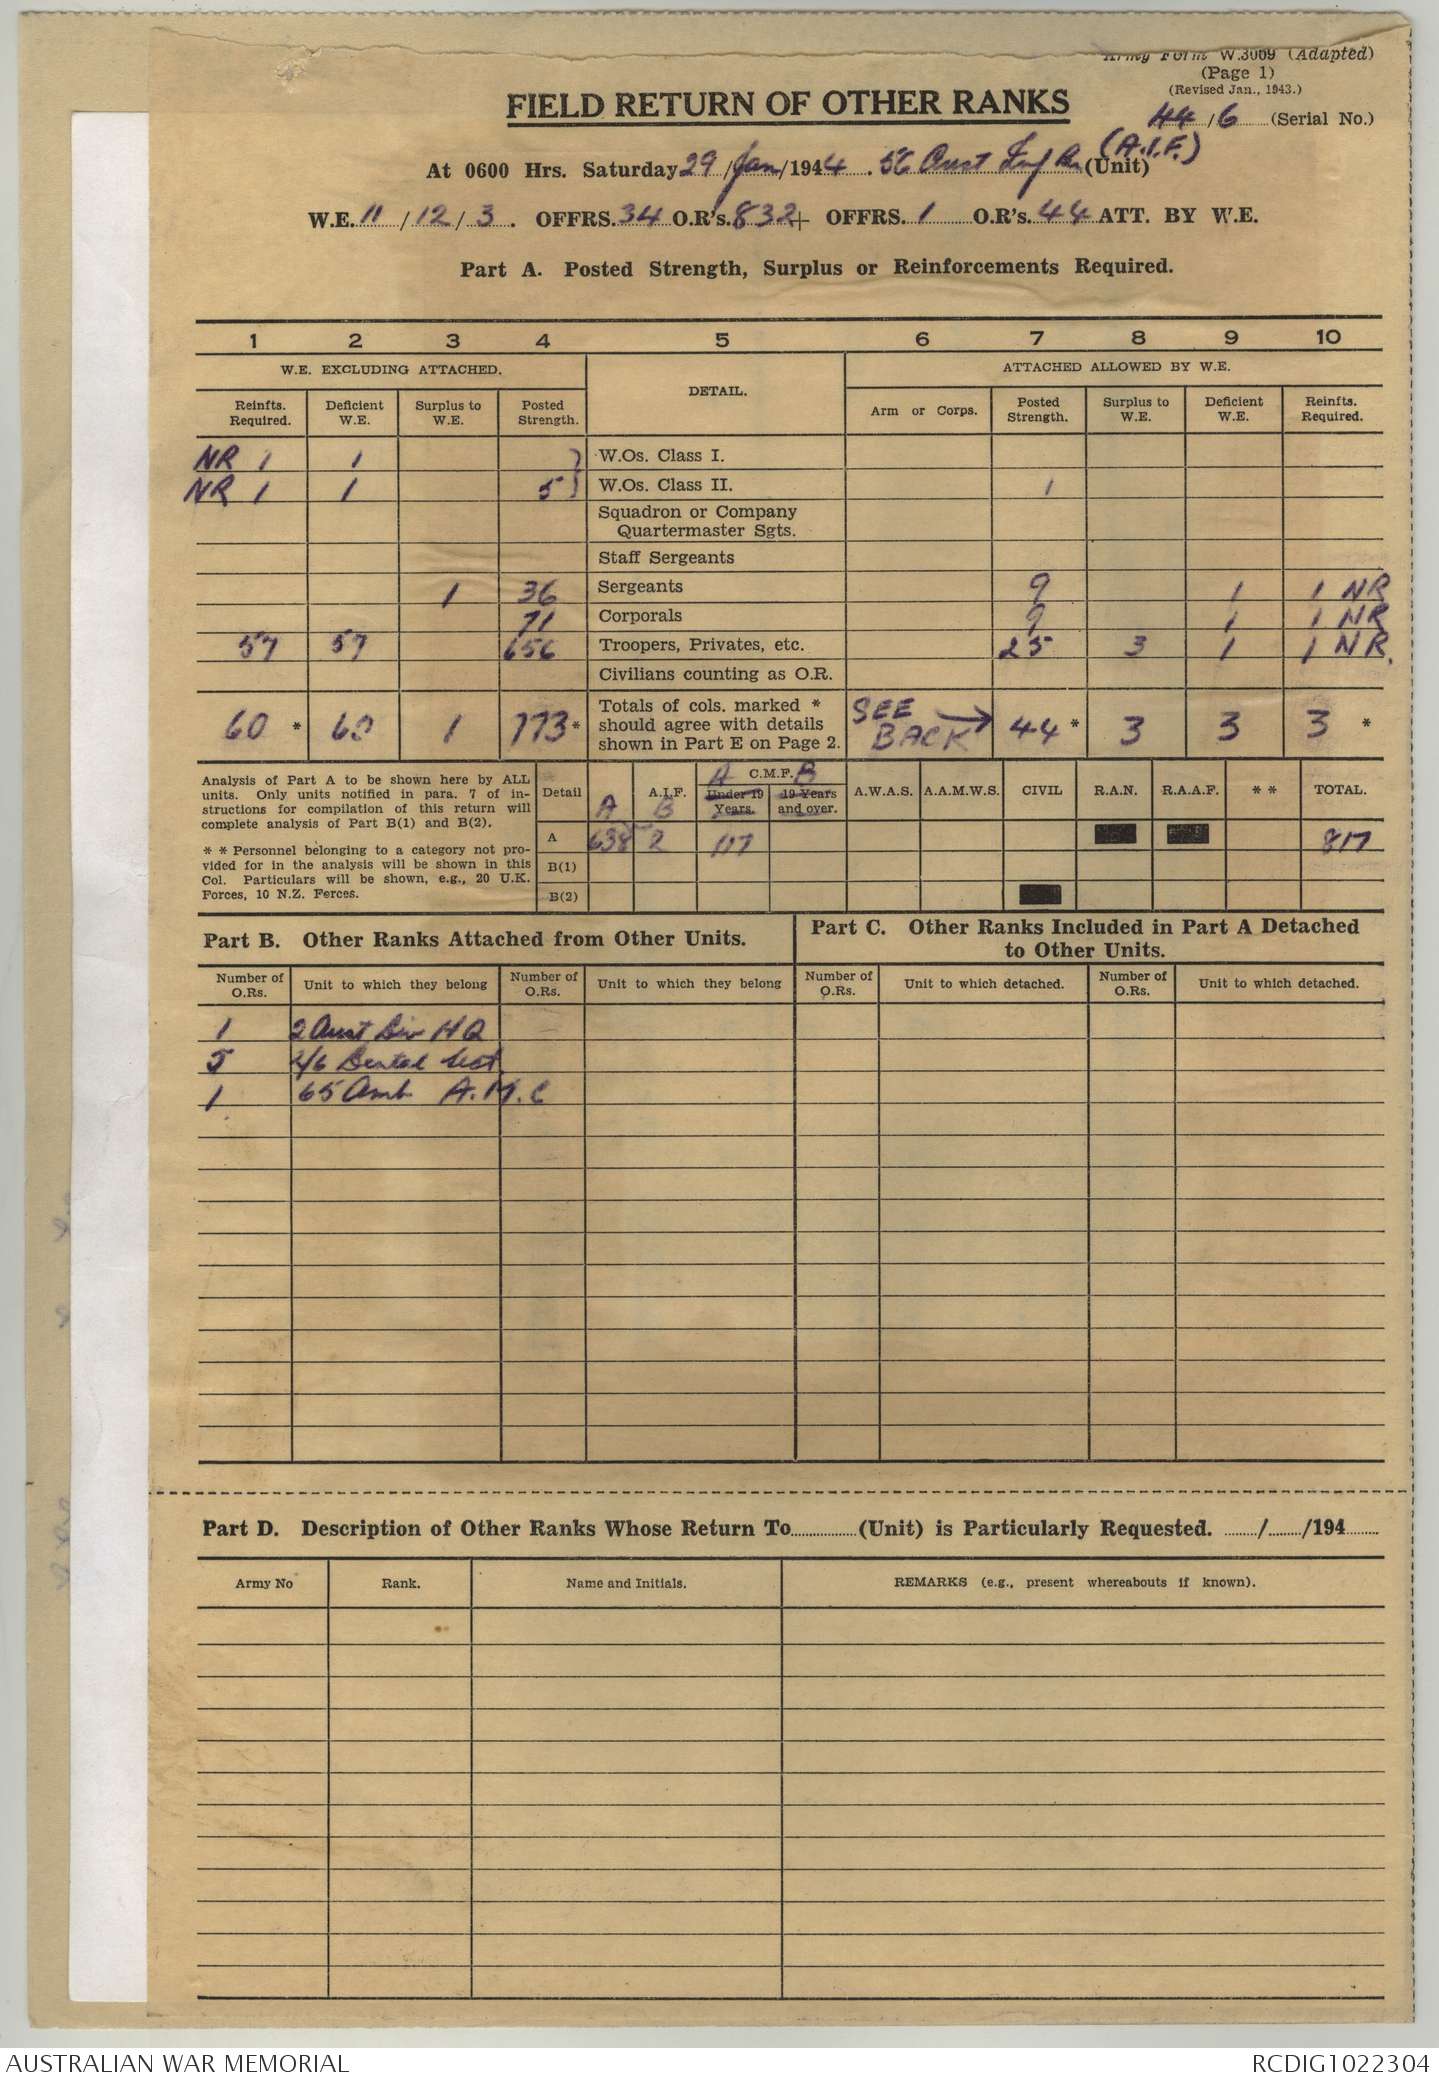 Army Form W.3009 (Adapted)
(Page 1)
(Revised Jan., 1943.)
FIELD RETURN OF OTHER RANKS
44/6 (Serial No.)
At 0600 Hrs. Saturday 29/Jan/1944. 56 Aust Inf Bn (A.I.F.) (Unit)
W.E. 11/12/3. OFFRS. 34 O.R's. 832 + OFFRS. 1 O.R's. 44 ATT. BY W.E.
Part A. Posted Strength, Surplus or Reinforcements Required.
1 2 3 4 5 6 7 8 9 10
W.E. EXCLUDING ATTACHED. DETAIL. ATTACHED ALLOWED BY W.E.
Reinfts. Required. Deficient W.E. Surplus to W.E. Posted Strength. Arm or Corps. Posted Strength. Surplus to W.E. Deficient W.E. Reinfts. Required.
NR 1 1 } W.Os. Class I.
NR 1 1 5 W.Os. Class II. 1
Squadron or Company Quartermaster Sgts.
Staff Sergeants
1 36 Sergeants 9 1 1 NR
71 Corporals 9 1 1 NR
57 57 656 Troopers, Privates, etc. 25 3 1 1 NR.
Civilians counting as O.R.
60 * 60 1 773 * Totals of cols. marked * should agree with details shown in Part E on Page 2. SEE BACK → 44 * 3 3 3 *
Analysis of Part A to be shown here by ALL units. Only units notified in para. 7 of instructions for compilation of this return will complete analysis of Part B(1) and B(2).
* * Personnel belonging to a category not provided for in the analysis will be shown in this Col. Particulars will be shown, e.g., 20 U.K. Forces, 10 N.Z. Forces.
Detail A A.I.F. B A C.M.F. B Under 19 Years. 19 Years and over. A.W.A.S. A.A.M.W.S. CIVIL R.A.N. R.A.A.F. * * TOTAL.
A 638 2 117 817
B(1)
B(2)
Part B. Other Ranks Attached from Other Units.
Part C. Other Ranks Included in Part A Detached to Other Units.
Number of O.Rs. Unit to which they belong Number of O.Rs. Unit to which they belong Number of O.Rs. Unit to which detached. Number of O.Rs. Unit to which detached.
1 2 Aust Div HQ
5 2/6 Dental Unit
1 65 Amb A.M.C
Part D. Description of Other Ranks Whose Return To (Unit) is Particularly Requested. / /194
Army No Rank. Name and Initials. REMARKS (e.g., present whereabouts if known).
AUSTRALIAN WAR MEMORIAL RCDIG1022304